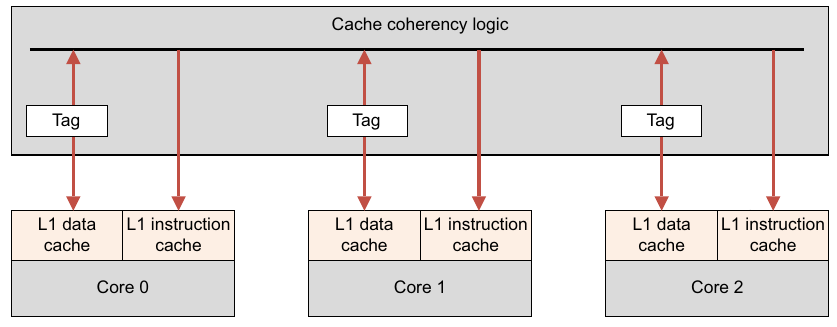 Cache coherency logic
Tag
Tag
Tag
L1 data
cache
L1 instruction
cache
L1 data
cache
L1 instruction
cache
L1 data
cache
L1 instruction
cache
Core 0
Core 1
Core 2